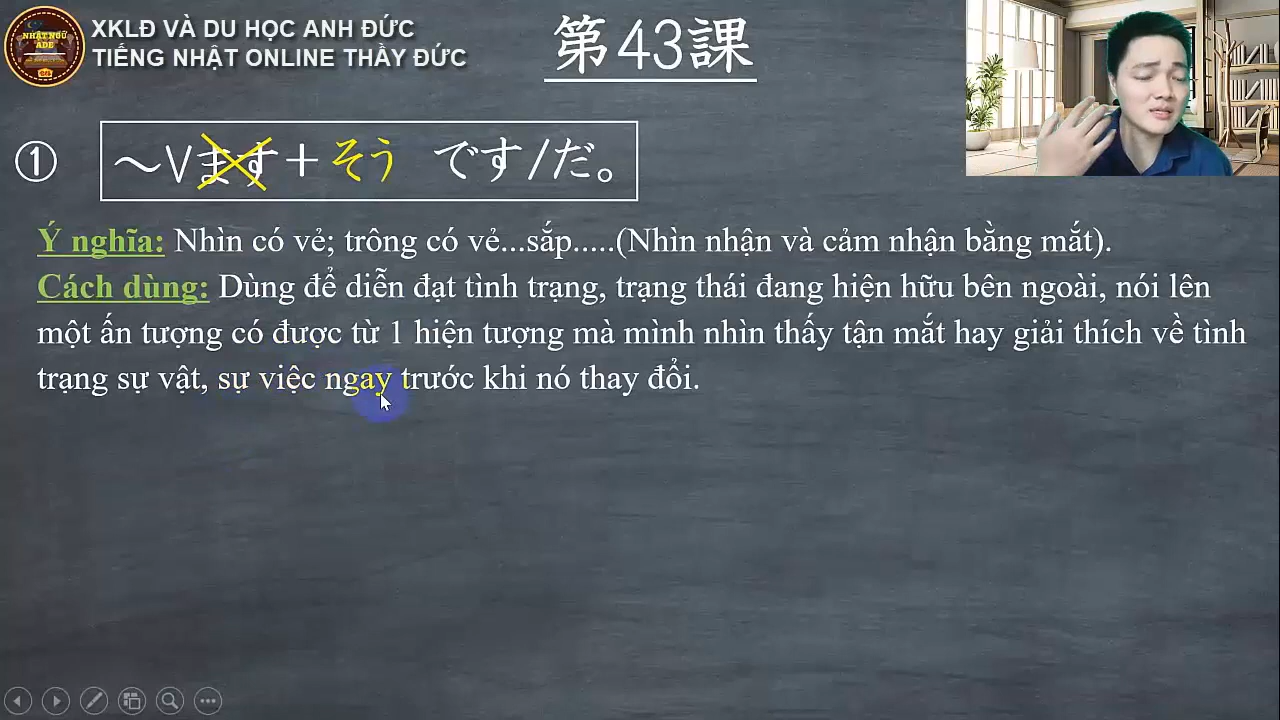 NHẬT NGỮ
ADE
XKLĐ VÀ DU HỌC ANH ĐỨC
TIẾNG NHẬT ONLINE THẦY ĐỨC
第43課
① ～Vます＋そう です/だ。
Ý nghĩa: Nhìn có vẻ; trông có vẻ...sắp.....(Nhìn nhận và cảm nhận bằng mắt).
Cách dùng: Dùng để diễn đạt tình trạng, trạng thái đang hiện hữu bên ngoài, nói lên
một ấn tượng có được từ 1 hiện tượng mà mình nhìn thấy tận mắt hay giải thích về tình
trạng sự vật, sự việc ngay trước khi nó thay đổi.